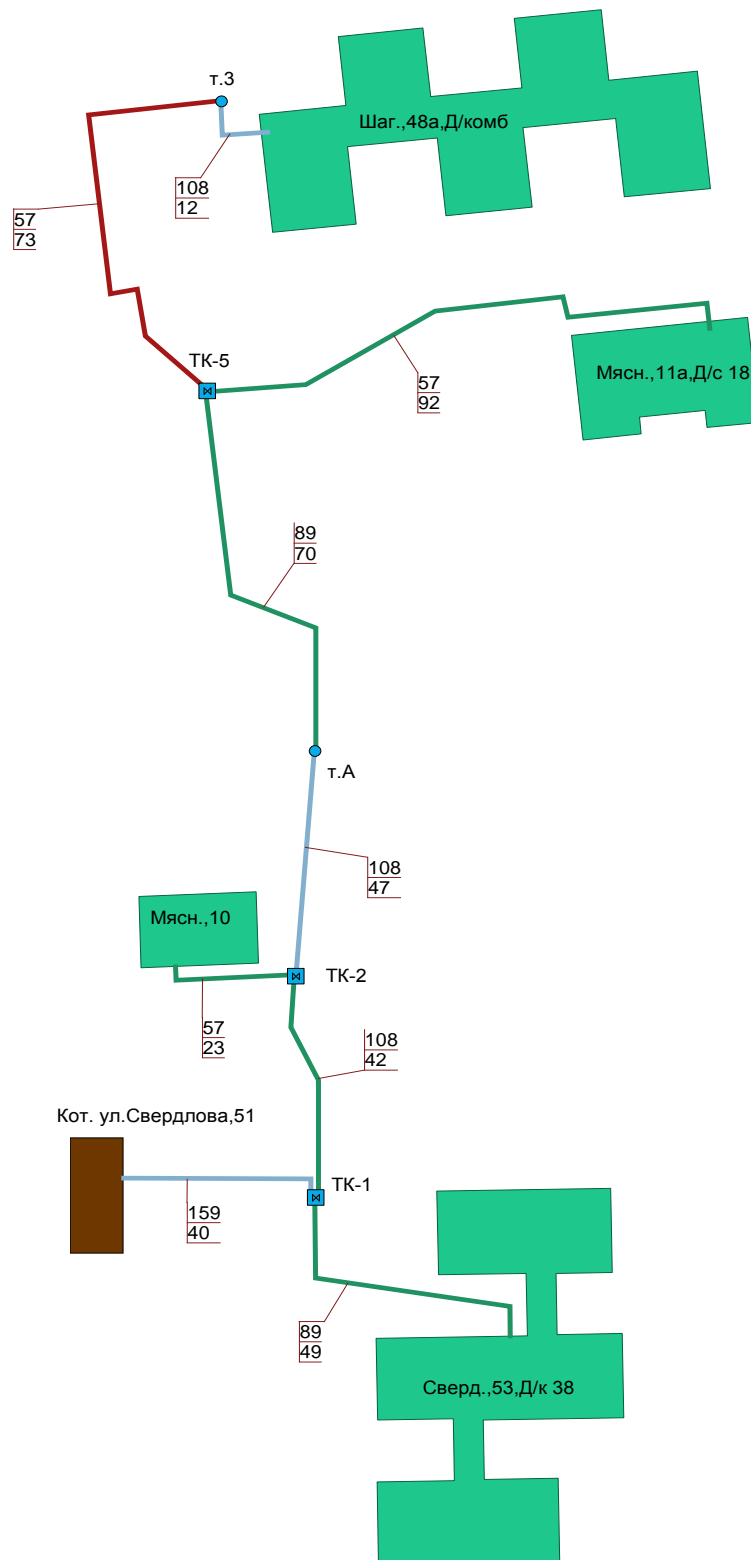 т.3
Шаг.,48а,Д/комб
108
12
57
73
ТК-5
Мясн.,11а,Д/с 18
57
92
89
70
т.А
108
47
Мясн.,10
ТК-2
57
23
108
42
Кот. ул.Свердлова,51
ТК-1
159
40
89
49
Сверд.,53,Д/к 38